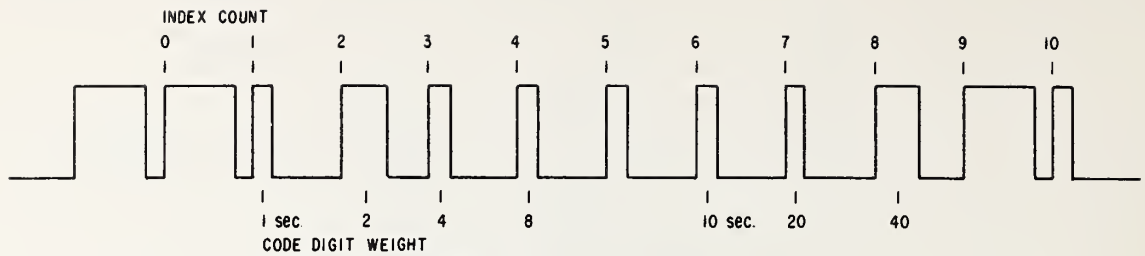 INDEX COUNT
0 1 2 3 4 5 6 7 8 9 10
1 sec. 2 4 8 10 sec. 20 40
CODE DIGIT WEIGHT